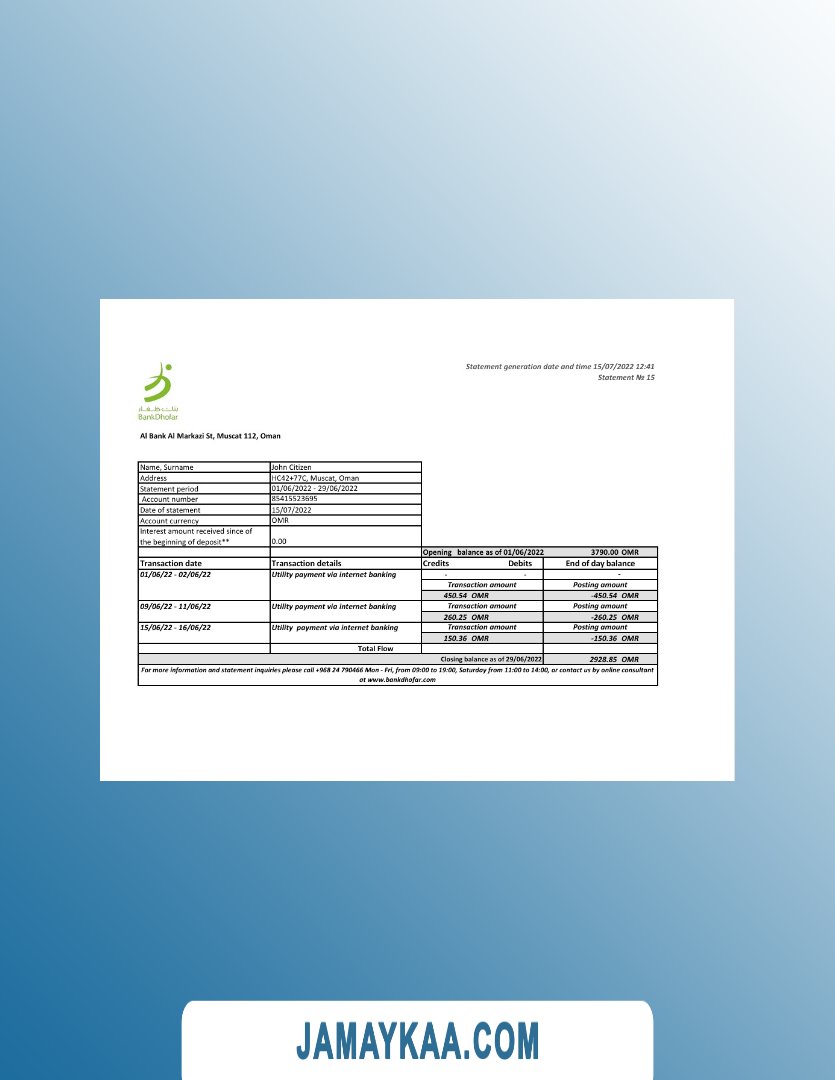 Statement generation date and time 15/07/2022 12:41
Statement № 15
بنك ظفار
BankDhofar
Al Bank Al Markazi St, Muscat 112, Oman
Name, Surname John Citizen
Address HC42+77C, Muscat, Oman
Statement period 01/06/2022 - 29/06/2022
Account number 85415523695
Date of statement 15/07/2022
Account currency OMR
Interest amount received since of
the beginning of deposit** 0.00
Opening balance as of 01/06/2022 3790.00 OMR
Transaction date Transaction details Credits Debits End of day balance
01/06/22 - 02/06/22 Utility payment via internet banking - - -
Transaction amount Posting amount
450.54 OMR -450.54 OMR
09/06/22 - 11/06/22 Utility payment via internet banking Transaction amount Posting amount
260.25 OMR -260.25 OMR
15/06/22 - 16/06/22 Utility payment via internet banking Transaction amount Posting amount
150.36 OMR -150.36 OMR
Total Flow
Closing balance as of 29/06/2022 2928.85 OMR
For more information and statement inquiries please call +968 24 790466 Mon - Fri, from 09:00 to 19:00, Saturday from 11:00 to 14:00, or contact us by online consultant
at www.bankdhofar.com
JAMAYKAA.COM